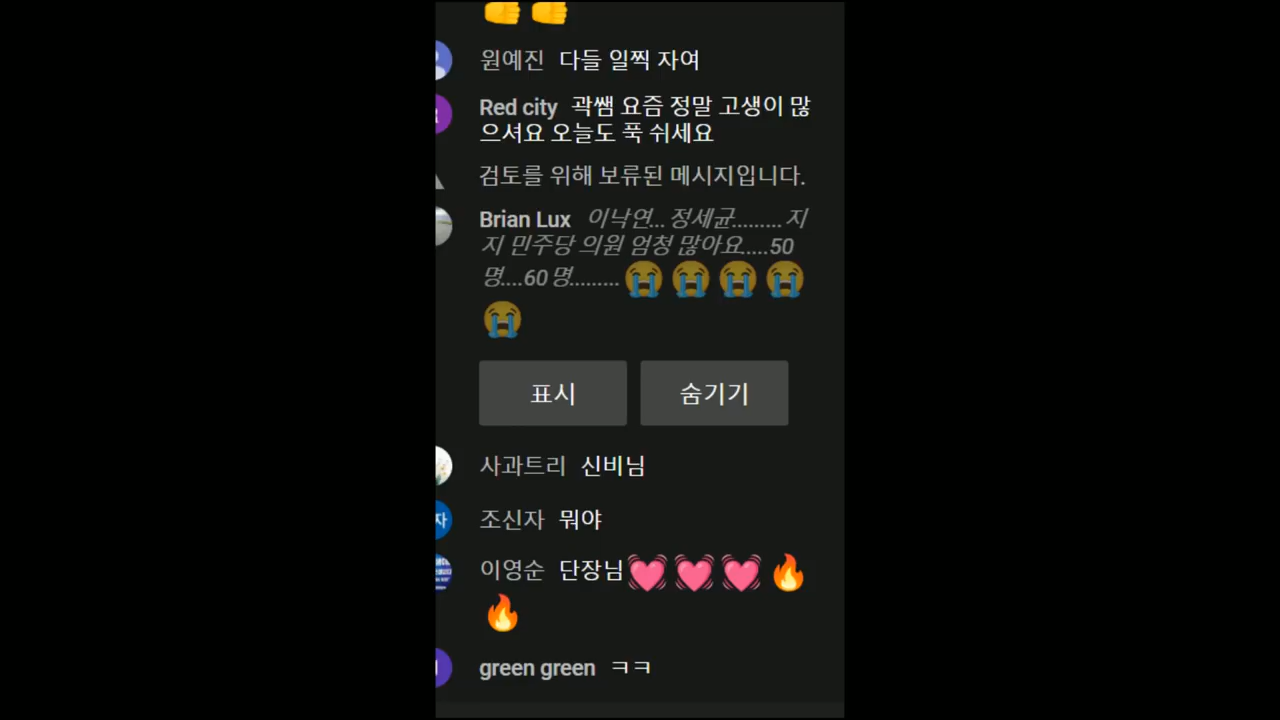 👍👍
원예진 다들 일찍 자여
Red city 곽쌤 요즘 정말 고생이 많
으셔요 오늘도 푹 쉬세요
검토를 위해 보류된 메시지입니다.
Brian Lux 이낙연... 정세균......... 지
지 민주당 의원 엄청 많아요.....50
명....60 명.........😭😭😭😭
😭
표시 숨기기
사과트리 신비님
자
조신자 뭐야
이영순 단장님💓💓💓🔥
🔥
green green ㅋㅋ